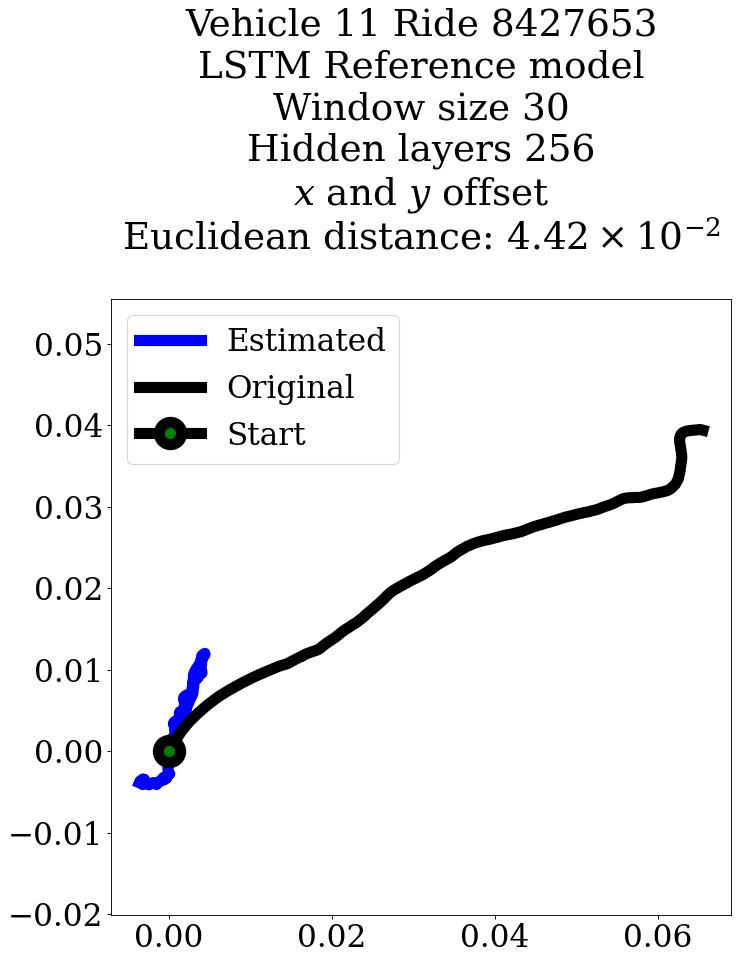 Vehicle 11 Ride 8427653
LSTM Reference model
Window size 30
Hidden layers 256
x and y offset
Euclidean distance: 4.42 × 10⁻²
Estimated
Original
Start
0.05
0.04
0.03
0.02
0.01
0.00
−0.01
−0.02
0.00 0.02 0.04 0.06